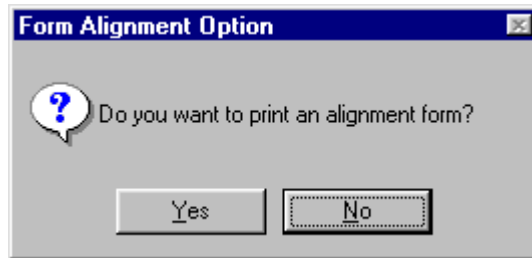 Form Alignment Option
Do you want to print an alignment form?
Yes
No